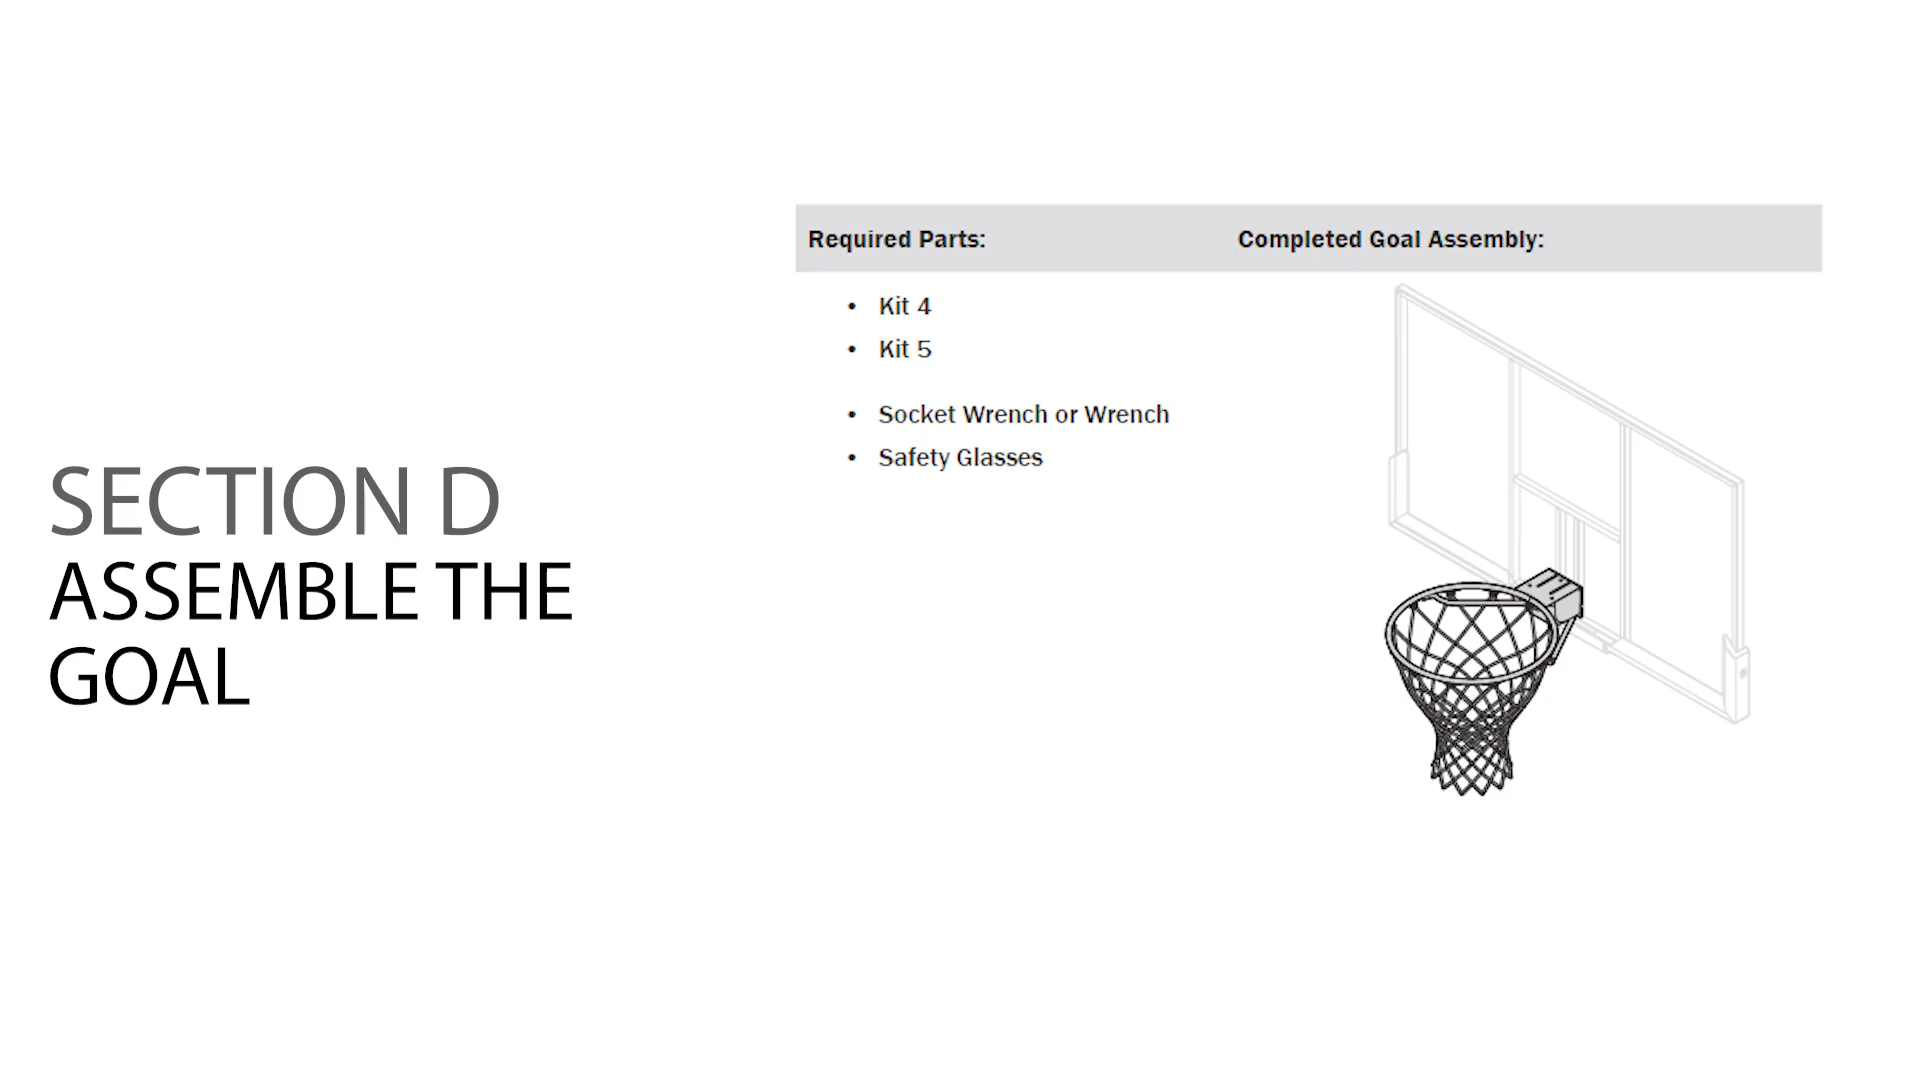 SECTION D
ASSEMBLE THE
GOAL
Required Parts:
Completed Goal Assembly:
• Kit 4
• Kit 5
• Socket Wrench or Wrench
• Safety Glasses